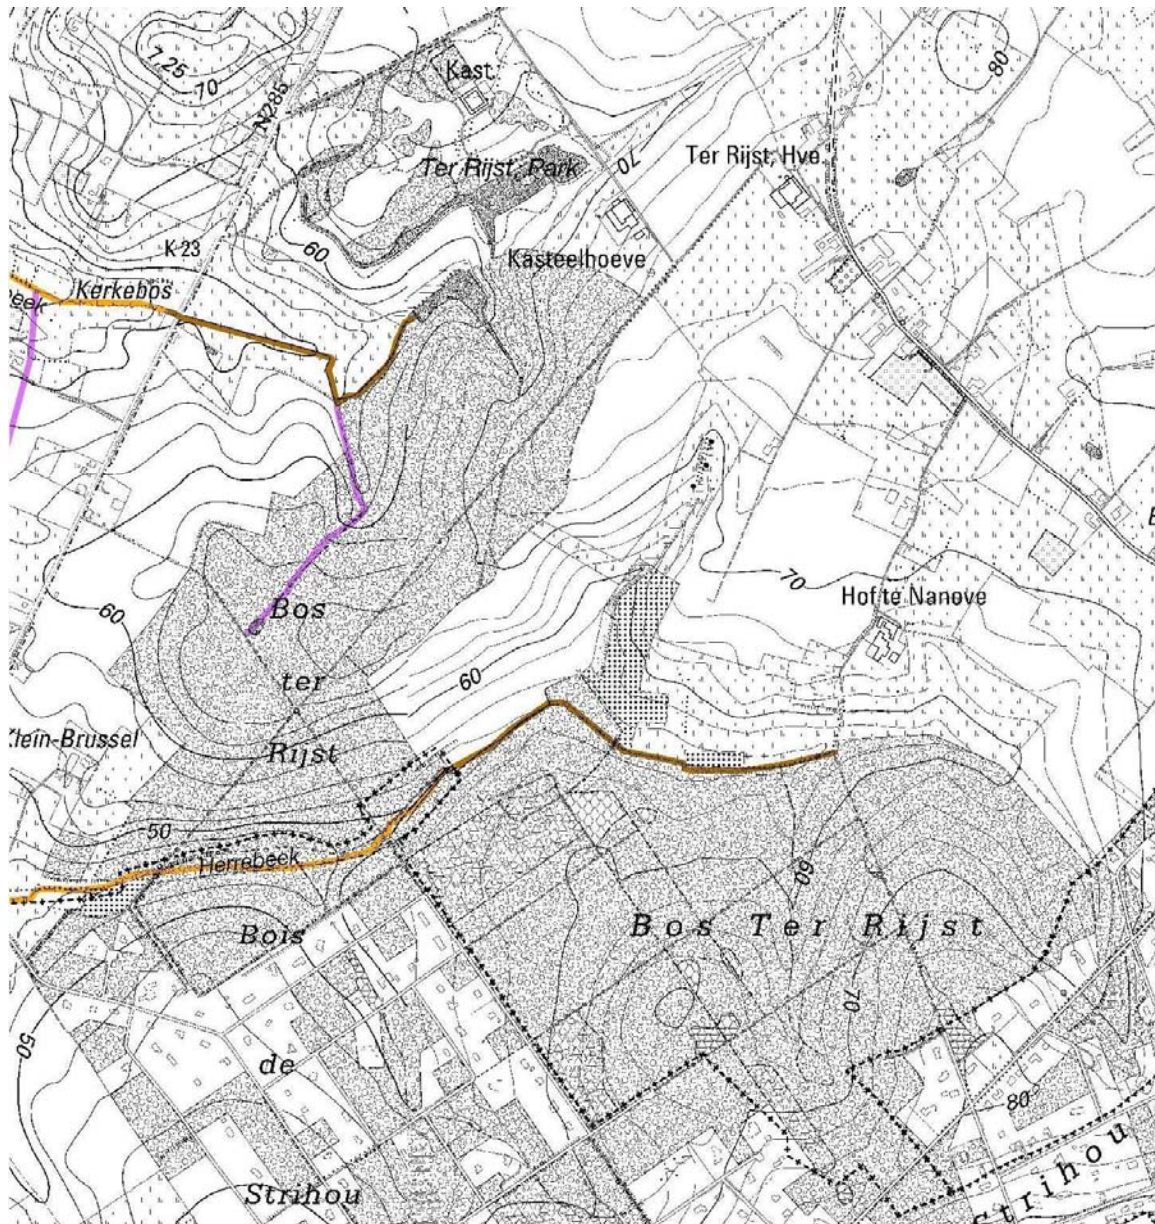 7,25
70
80
N285
Kast.
Ter Rijst, Park
70
Ter Rijst, Hve.
60
K 23
Kasteelhoeve
Kerkebos
beek
70
60
Bos
Hof te Nanove
60
ter
Klein-Brussel
Rijst
50
Herrebeek
60
Bois
Bos Ter Rijst
70
50
de
80
Strihou
Strihou